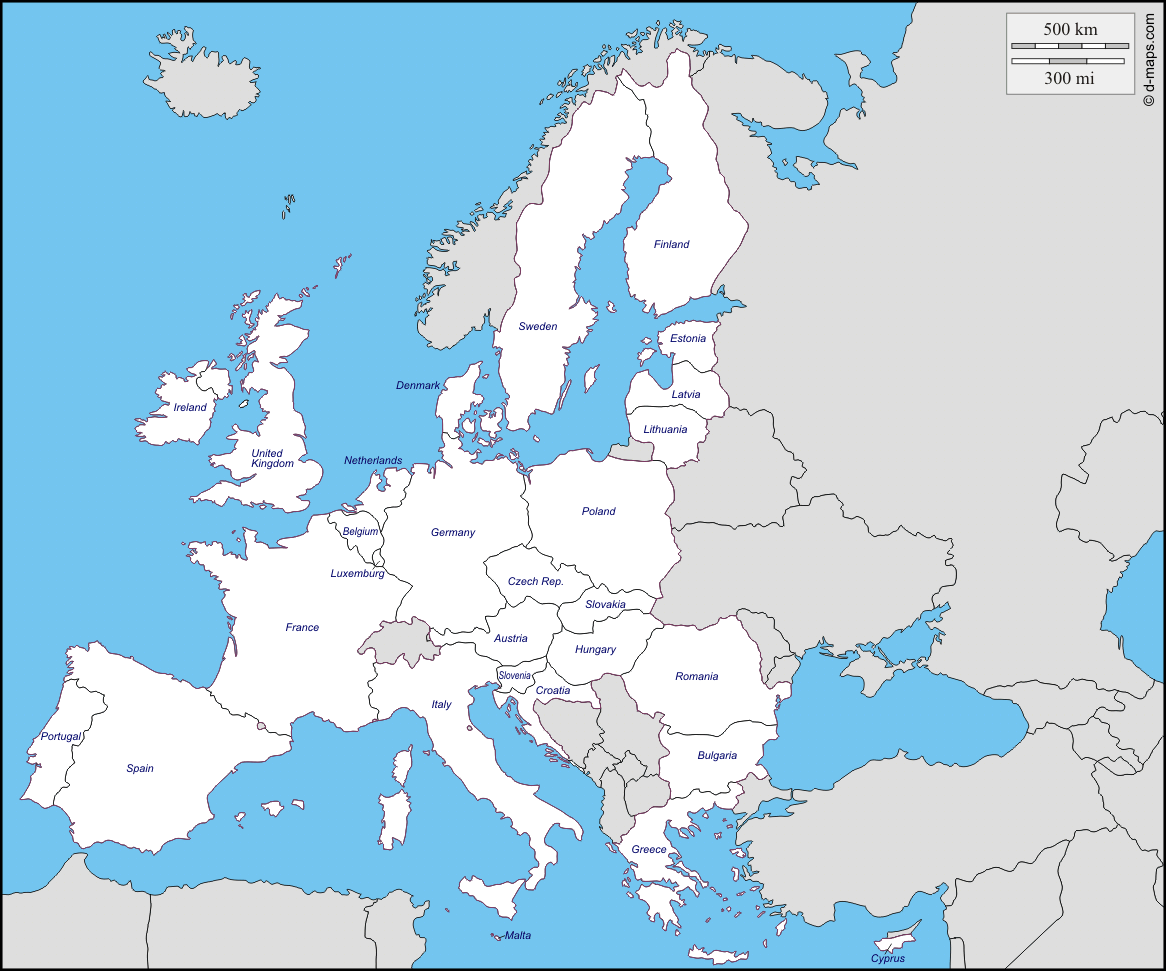 500 km
300 mi
© d-maps.com
Finland
Sweden
Estonia
Denmark
Latvia
Ireland
Lithuania
United
Kingdom
Netherlands
Poland
Belgium
Germany
Luxemburg
Czech Rep.
Slovakia
France
Austria
Hungary
Slovenia
Romania
Croatia
Italy
Portugal
Bulgaria
Spain
Greece
Malta
Cyprus